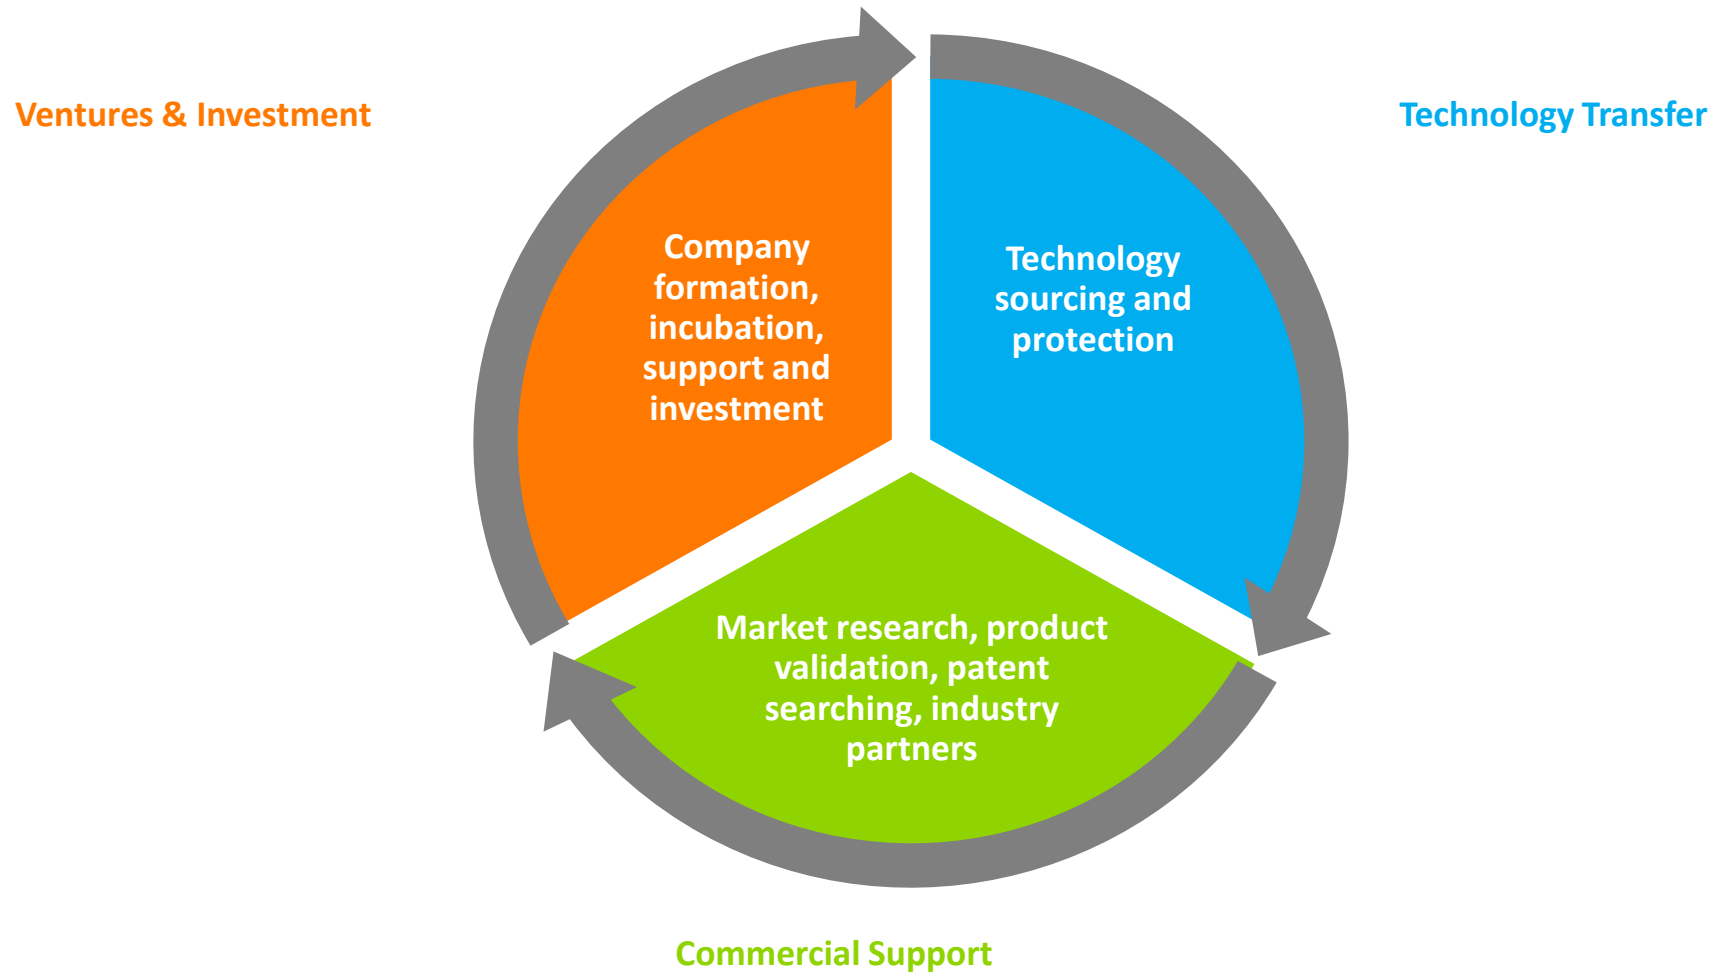 Ventures & Investment
Technology Transfer
Company
formation,
incubation,
support and
investment
Technology
sourcing and
protection
Market research, product
validation, patent
searching, industry
partners
Commercial Support